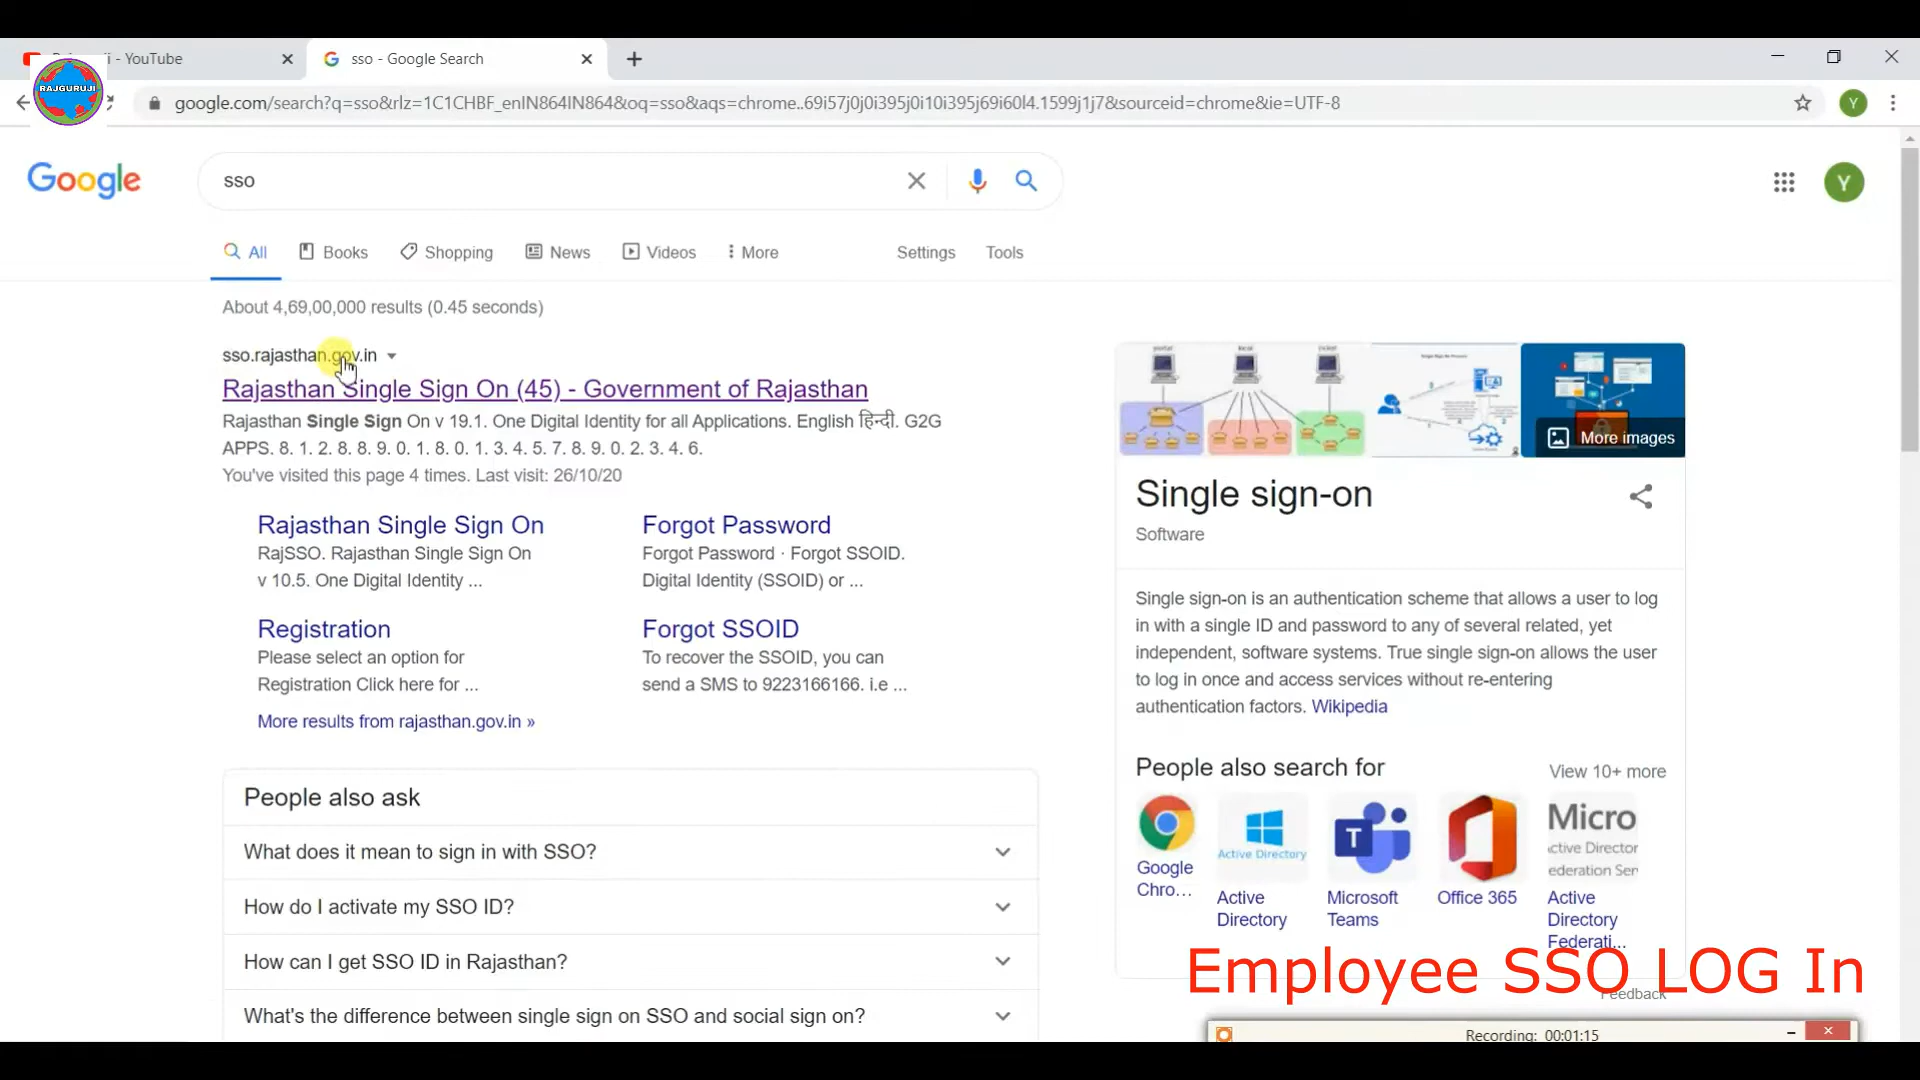 - YouTube
sso - Google Search
RAJGURUJI
google.com/search?q=sso&rlz=1C1CHBF_enIN864IN864&oq=sso&aqs=chrome..69i57j0j0i395j0i10i395j69i60l4.1599j1j7&sourceid=chrome&ie=UTF-8
Y
Google
sso
Y
All
Books
Shopping
News
Videos
More
Settings
Tools
About 4,69,00,000 results (0.45 seconds)
sso.rajasthan.gov.in
Rajasthan Single Sign On (45) - Government of Rajasthan
Rajasthan Single Sign On v 19.1. One Digital Identity for all Applications. English हिन्दी. G2G
APPS. 8. 1. 2. 8. 8. 9. 0. 1. 8. 0. 1. 3. 4. 5. 7. 8. 9. 0. 2. 3. 4. 6.
You've visited this page 4 times. Last visit: 26/10/20
Rajasthan Single Sign On
RajSSO. Rajasthan Single Sign On
v 10.5. One Digital Identity ...
Forgot Password
Forgot Password · Forgot SSOID.
Digital Identity (SSOID) or ...
Registration
Please select an option for
Registration Click here for ...
Forgot SSOID
To recover the SSOID, you can
send a SMS to 9223166166. i.e ...
More results from rajasthan.gov.in »
People also ask
What does it mean to sign in with SSO?
How do I activate my SSO ID?
How can I get SSO ID in Rajasthan?
What's the difference between single sign on SSO and social sign on?
More images
Single sign-on
Software
Single sign-on is an authentication scheme that allows a user to log
in with a single ID and password to any of several related, yet
independent, software systems. True single sign-on allows the user
to log in once and access services without re-entering
authentication factors. Wikipedia
People also search for
View 10+ more
Google
Chro...
Active Directory
Active
Directory
Microsoft
Teams
Office 365
Micro
ctive Director
ederation Ser
Active
Directory
Federati...
Employee SSO LOG In
Feedback
Recording: 00:01:15